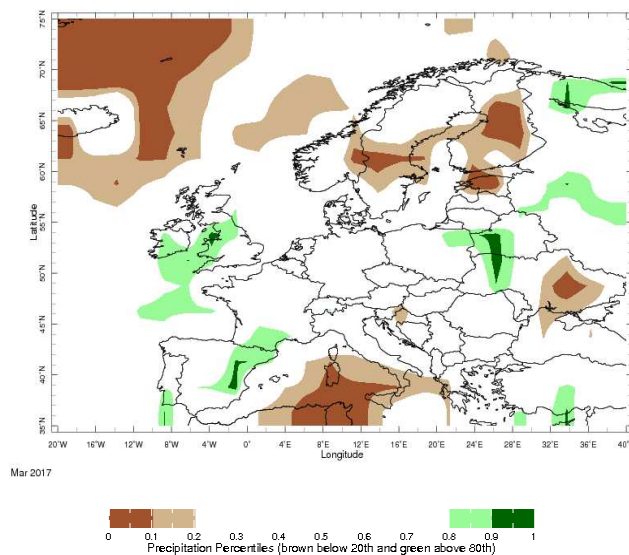 75°N
70°N
65°N
60°N
55°N
50°N
45°N
40°N
35°N
Latitude
20°W 16°W 12°W 8°W 4°W 0° 4°E 8°E 12°E 16°E 20°E 24°E 28°E 32°E 36°E 40°E
Longitude
Mar 2017
0 0.1 0.2 0.3 0.4 0.5 0.6 0.7 0.8 0.9 1
Precipitation Percentiles (brown below 20th and green above 80th)